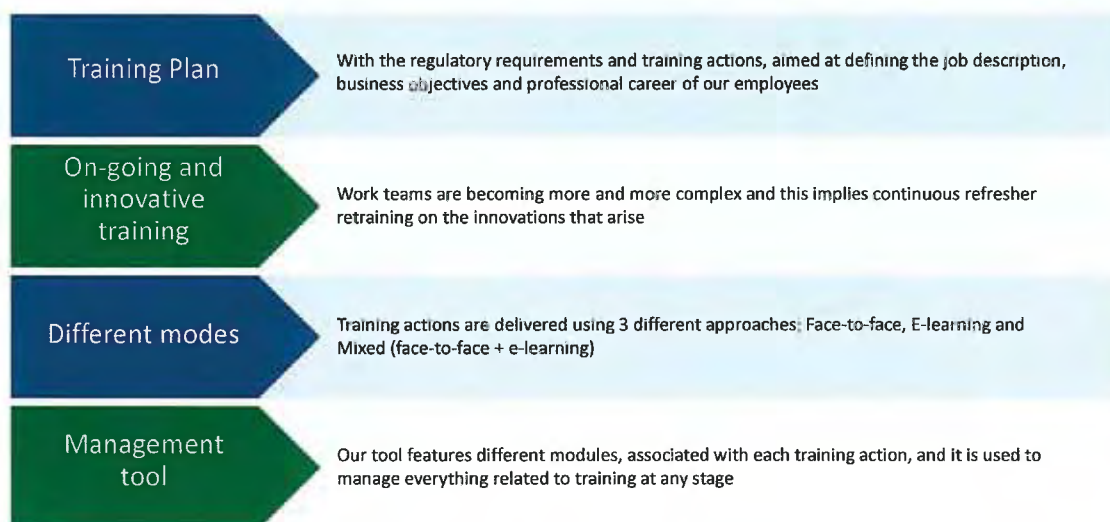 Training Plan
With the regulatory requirements and training actions, aimed at defining the job description,
business objectives and professional career of our employees
On-going and
innovative
training
Work teams are becoming more and more complex and this implies continuous refresher
retraining on the innovations that arise
Different modes
Training actions are delivered using 3 different approaches: Face-to-face, E-learning and
Mixed (face-to-face + e-learning)
Management
tool
Our tool features different modules, associated with each training action, and it is used to
manage everything related to training at any stage